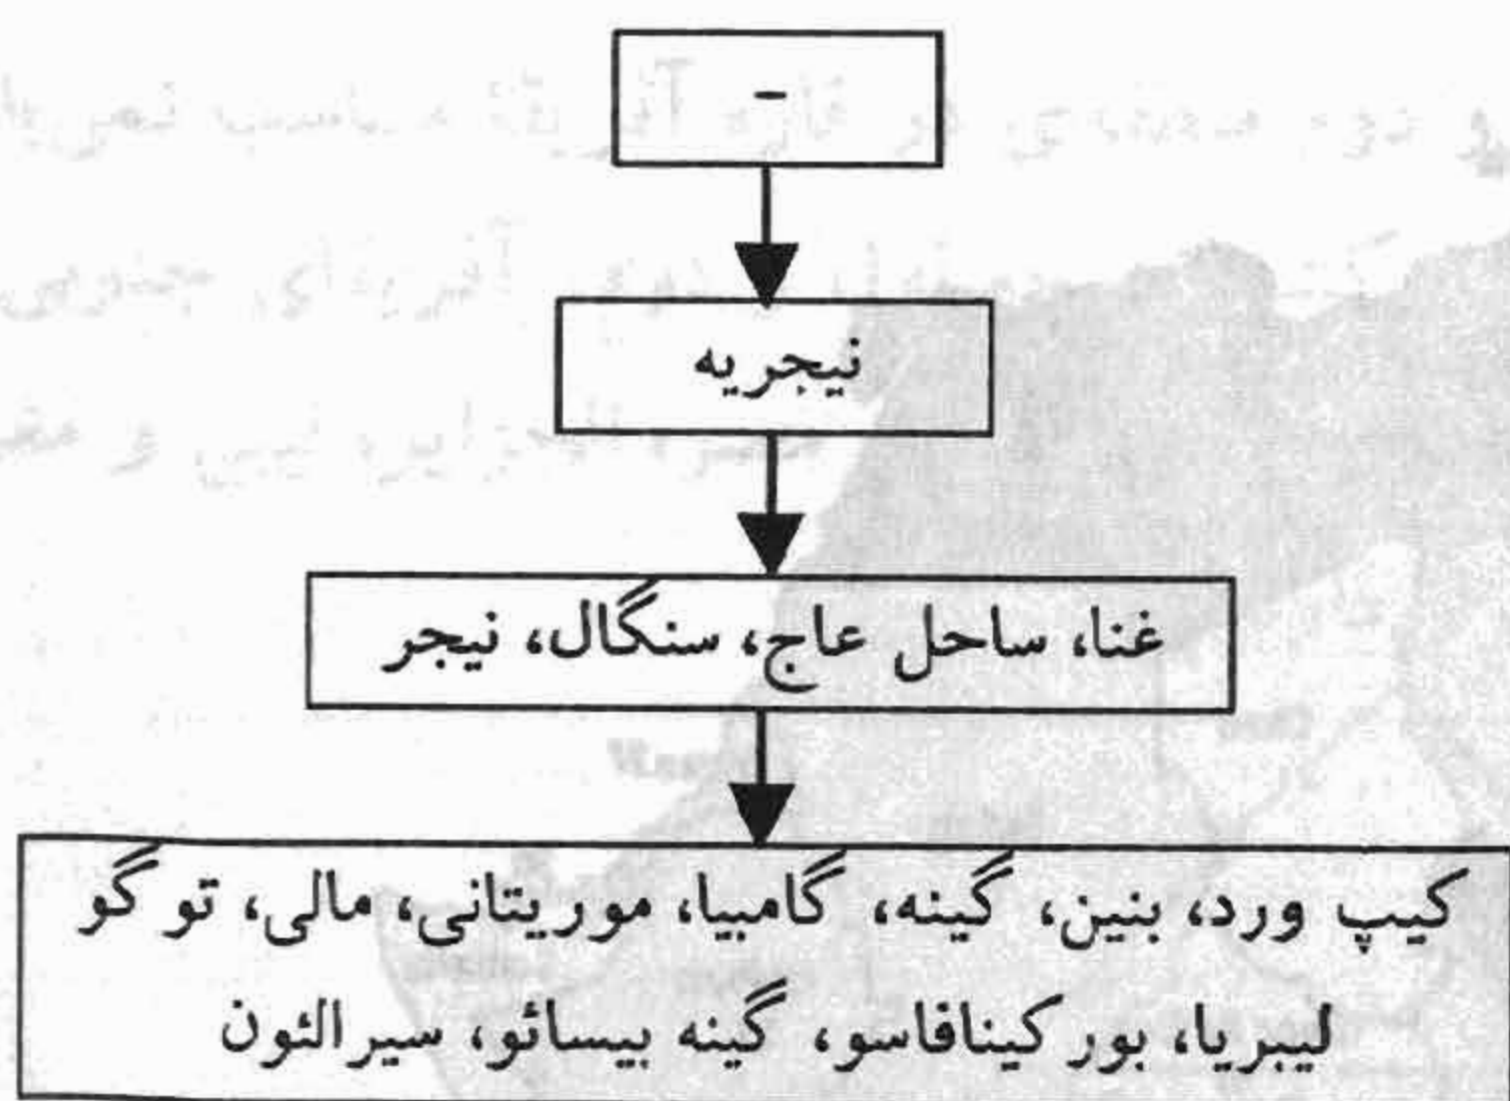 -
نیجریه
غنا، ساحل عاج، سنگال، نیجر
کیپ ورد، بنین، گینه، گامبیا، موریتانی، مالی، توگو
لیبریا، بورکینافاسو، گینه بیسائو، سیرالئون